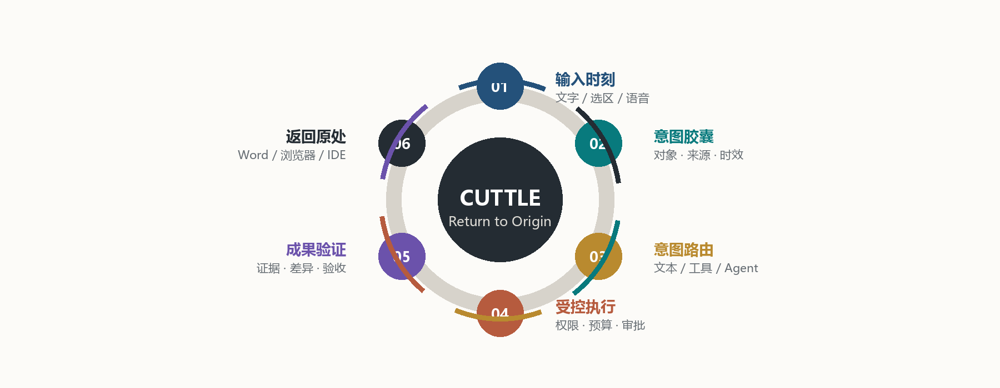 01
输入时刻
文字 / 选区 / 语音
02
意图胶囊
对象 · 来源 · 时效
03
意图路由
文本 / 工具 / Agent
04
受控执行
权限 · 预算 · 审批
05
成果验证
证据 · 差异 · 验收
06
返回原处
Word / 浏览器 / IDE
CUTTLE
Return to Origin